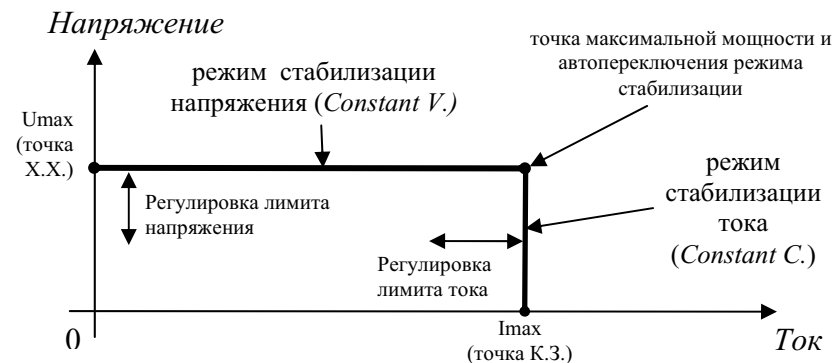 Напряжение
точка максимальной мощности и
автопереключения режима
стабилизации
режим стабилизации
напряжения (Constant V.)
Umax
(точка
Х.Х.)
режим
стабилизации
тока
(Constant C.)
Регулировка лимита
напряжения
Регулировка
лимита тока
0
Imax
(точка К.З.)
Ток